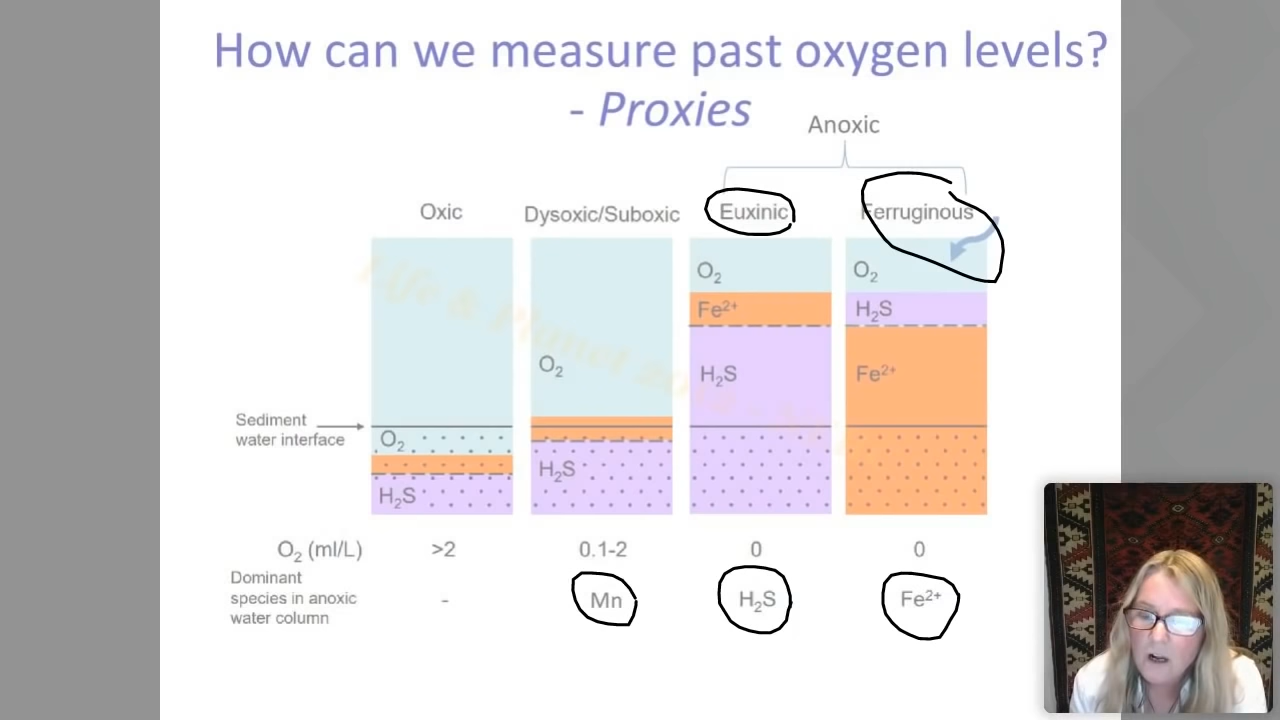 How can we measure past oxygen levels?
- Proxies
Anoxic
Oxic
Dysoxic/Suboxic
Euxinic
Ferruginous
O₂
O₂
Fe²⁺
H₂S
O₂
H₂S
Fe²⁺
Sediment
water interface
O₂
H₂S
H₂S
O₂ (ml/L)
>2
0.1-2
0
0
Dominant
species in anoxic
water column
-
Mn
H₂S
Fe²⁺
Life & Planet